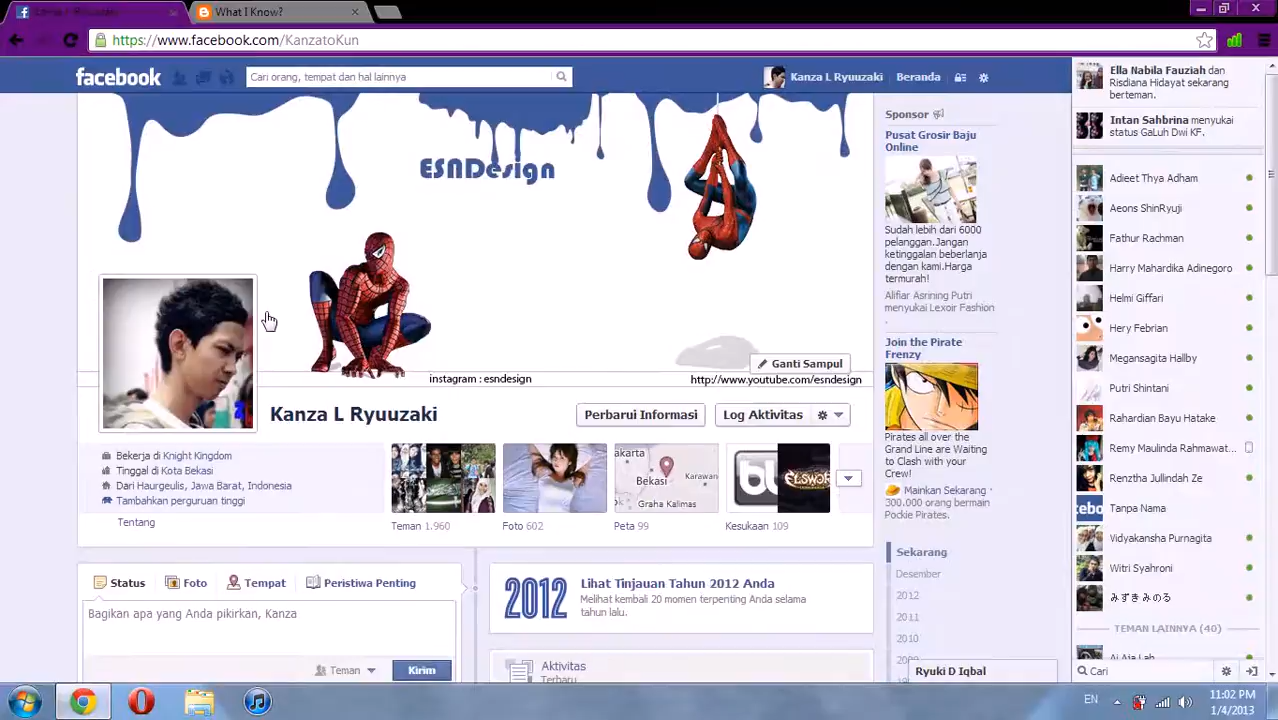 What I Know?
https://www.facebook.com/KanzatoKun
facebook
Cari orang, tempat dan hal lainnya
Kanza L Ryuuzaki
Beranda
ESNDesign
Ganti Sampul
instagram : esndesign
http://www.youtube.com/esndesign
Kanza L Ryuuzaki
Perbarui Informasi
Log Aktivitas
Bekerja di Knight Kingdom
Tinggal di Kota Bekasi
Dari Haurgeulis, Jawa Barat, Indonesia
Tambahkan perguruan tinggi
Tentang
Teman 1.960
Foto 602
akarta
Karawan
Bekasi
Graha Kalimas
Peta 99
ELSWOR
Kesukaan 109
Status
Foto
Tempat
Peristiwa Penting
Bagikan apa yang Anda pikirkan, Kanza
Teman
Kirim
2012
Lihat Tinjauan Tahun 2012 Anda
Melihat kembali 20 momen terpenting Anda selama
tahun lalu.
Aktivitas
Terbaru
Sponsor
Pusat Grosir Baju
Online
Sudah lebih dari 6000
pelanggan.Jangan
ketinggalan beberlanja
dengan kami.Harga
termurah!
Alifiar Asrining Putri
menyukai Lexoir Fashion
.
Join the Pirate
Frenzy
Pirates all over the
Grand Line are Waiting
to Clash with your
Crew!
Mainkan Sekarang ·
300.000 orang bermain
Pockie Pirates.
Sekarang
Desember
2012
2011
2010
Ryuki D Iqbal
Ella Nabila Fauziah dan
Risdiana Hidayat sekarang
berteman.
Intan Sahbrina menyukai
status GaLuh Dwi KF.
Adieet Thya Adham
Aeons ShinRyuji
Fathur Rachman
Harry Mahardika Adinegoro
Helmi Giffari
Hery Febrian
Megansagita Hailby
Putri Shintani
Rahardian Bayu Hatake
Remy Maulinda Rahmawat...
Renztha Jullindah Ze
cebo
Tanpa Nama
Vidyakansha Purnagita
Witri Syahroni
みずき みのる
TEMAN LAINNYA (40)
Cari
EN
11:02 PM
1/4/2013